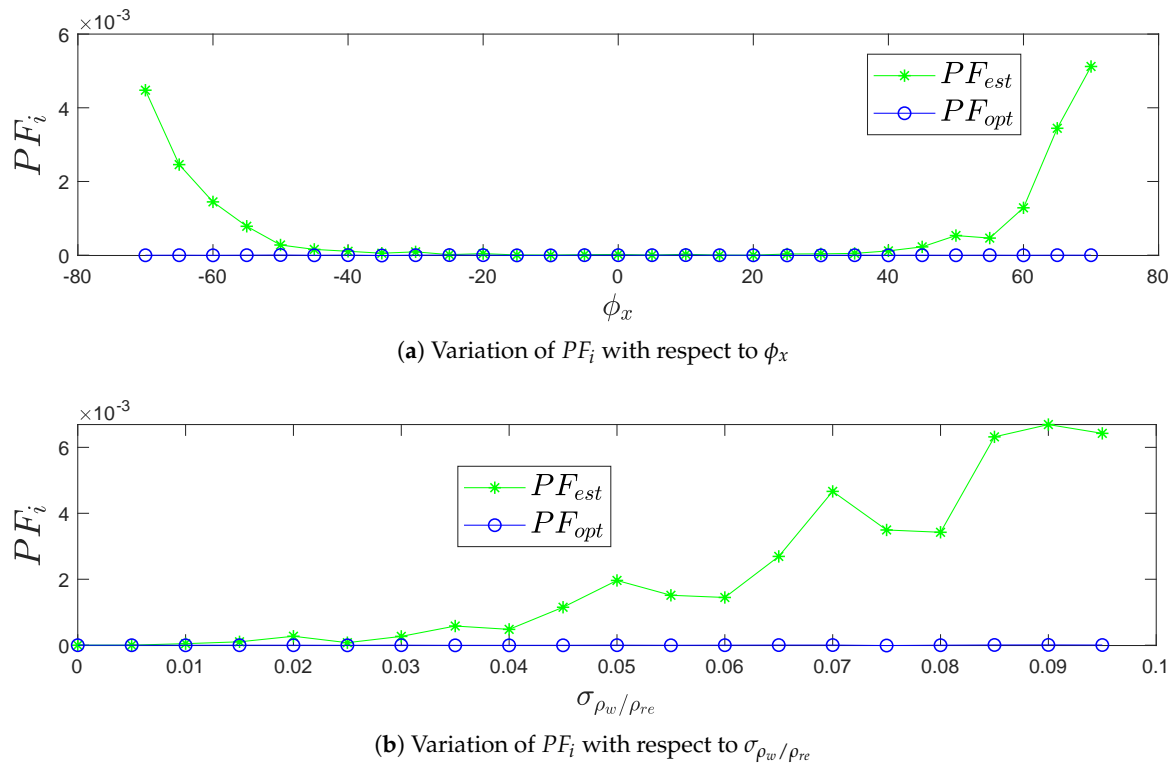 ×10⁻³
6
4
2
0
PF_i
PF_est
PF_opt
-80 -60 -40 -20 0 20 40 60 80
ϕ_x
(a) Variation of PF_i with respect to ϕ_x
×10⁻³
6
4
2
0
PF_i
PF_est
PF_opt
0 0.01 0.02 0.03 0.04 0.05 0.06 0.07 0.08 0.09 0.1
σ_{ρ_w/ρ_re}
(b) Variation of PF_i with respect to σ_{ρ_w/ρ_re}